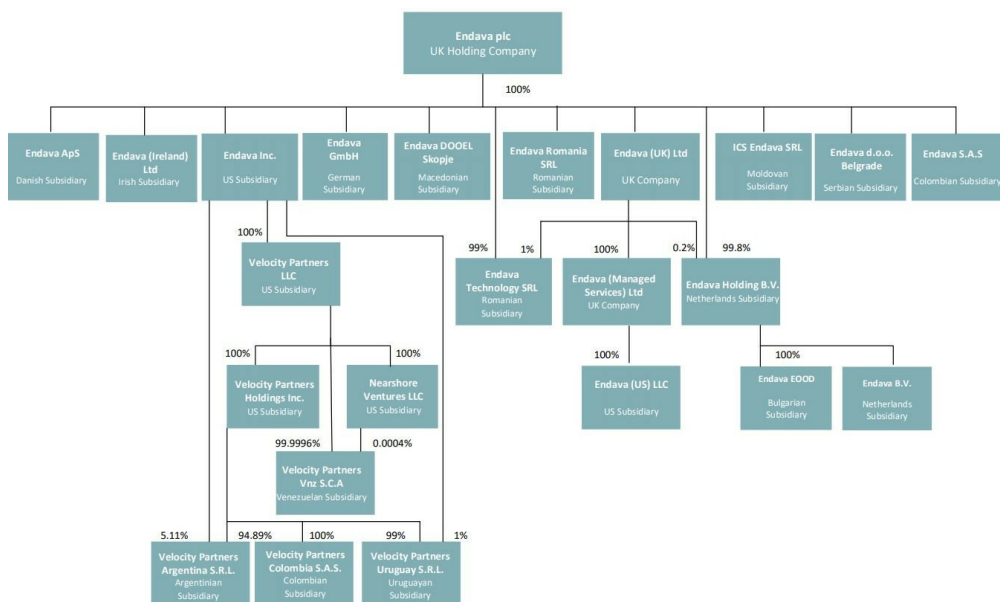 Endava plc
UK Holding Company
100%
Endava ApS
Danish Subsidiary
Endava (Ireland)
Ltd
Irish Subsidiary
Endava Inc.
US Subsidiary
Endava
GmbH
German
Subsidiary
Endava DOOEL
Skopje
Macedonian
Subsidiary
Endava Romania
SRL
Romanian
Subsidiary
Endava (UK) Ltd
UK Company
ICS Endava SRL
Moldovan
Subsidiary
Endava d.o.o.
Belgrade
Serbian Subsidiary
Endava S.A.S
Colombian Subsidiary
100%
99%
1%
100%
0.2%
99.8%
Velocity Partners
LLC
US Subsidiary
Endava
Technology SRL
Romanian
Subsidiary
Endava (Managed
Services) Ltd
UK Company
Endava Holding B.V.
Netherlands Subsidiary
100%
100%
100%
100%
Velocity Partners
Holdings Inc.
US Subsidiary
Nearshore
Ventures LLC
US Subsidiary
Endava (US) LLC
US Subsidiary
Endava EOOD
Bulgarian
Subsidiary
Endava B.V.
Netherlands
Subsidiary
99.9996%
0.0004%
Velocity Partners
Vnz S.C.A
Venezuelan Subsidiary
5.11%
94.89%
100%
99%
1%
Velocity Partners
Argentina S.R.L.
Argentinian
Subsidiary
Velocity Partners
Colombia S.A.S.
Colombian
Subsidiary
Velocity Partners
Uruguay S.R.L.
Uruguayan
Subsidiary